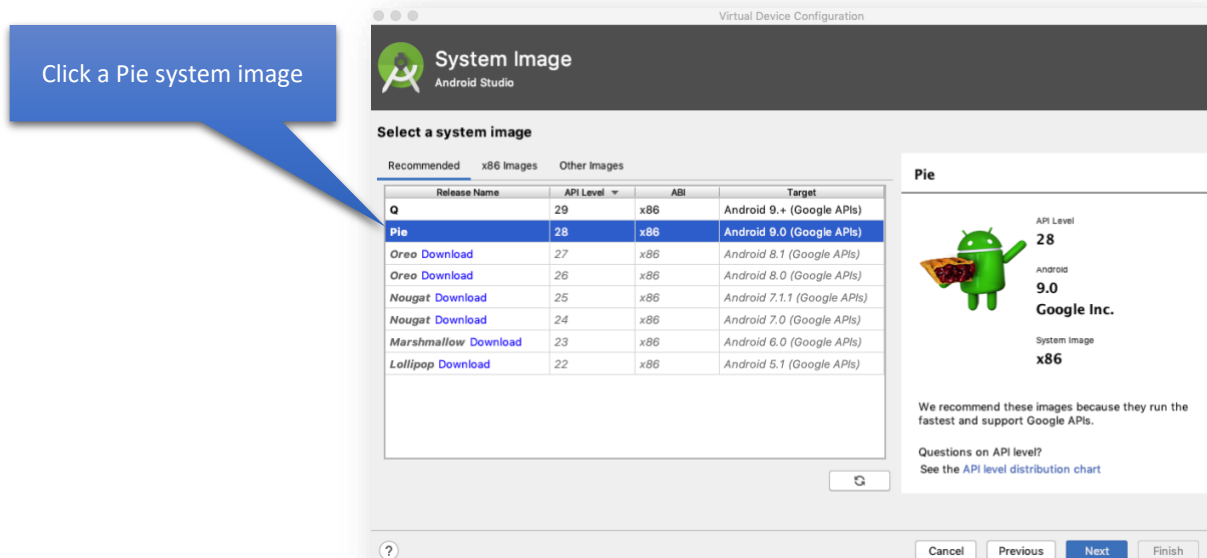 Virtual Device Configuration
Click a Pie system image
System Image
Android Studio
Select a system image
Recommended x86 Images Other Images
Release Name API Level ABI Target
Q 29 x86 Android 9.+ (Google APIs)
Pie 28 x86 Android 9.0 (Google APIs)
Oreo Download 27 x86 Android 8.1 (Google APIs)
Oreo Download 26 x86 Android 8.0 (Google APIs)
Nougat Download 25 x86 Android 7.1.1 (Google APIs)
Nougat Download 24 x86 Android 7.0 (Google APIs)
Marshmallow Download 23 x86 Android 6.0 (Google APIs)
Lollipop Download 22 x86 Android 5.1 (Google APIs)
Pie
API Level
28
Android
9.0
Google Inc.
System Image
x86
We recommend these images because they run the
fastest and support Google APIs.
Questions on API level?
See the API level distribution chart
? Cancel Previous Next Finish